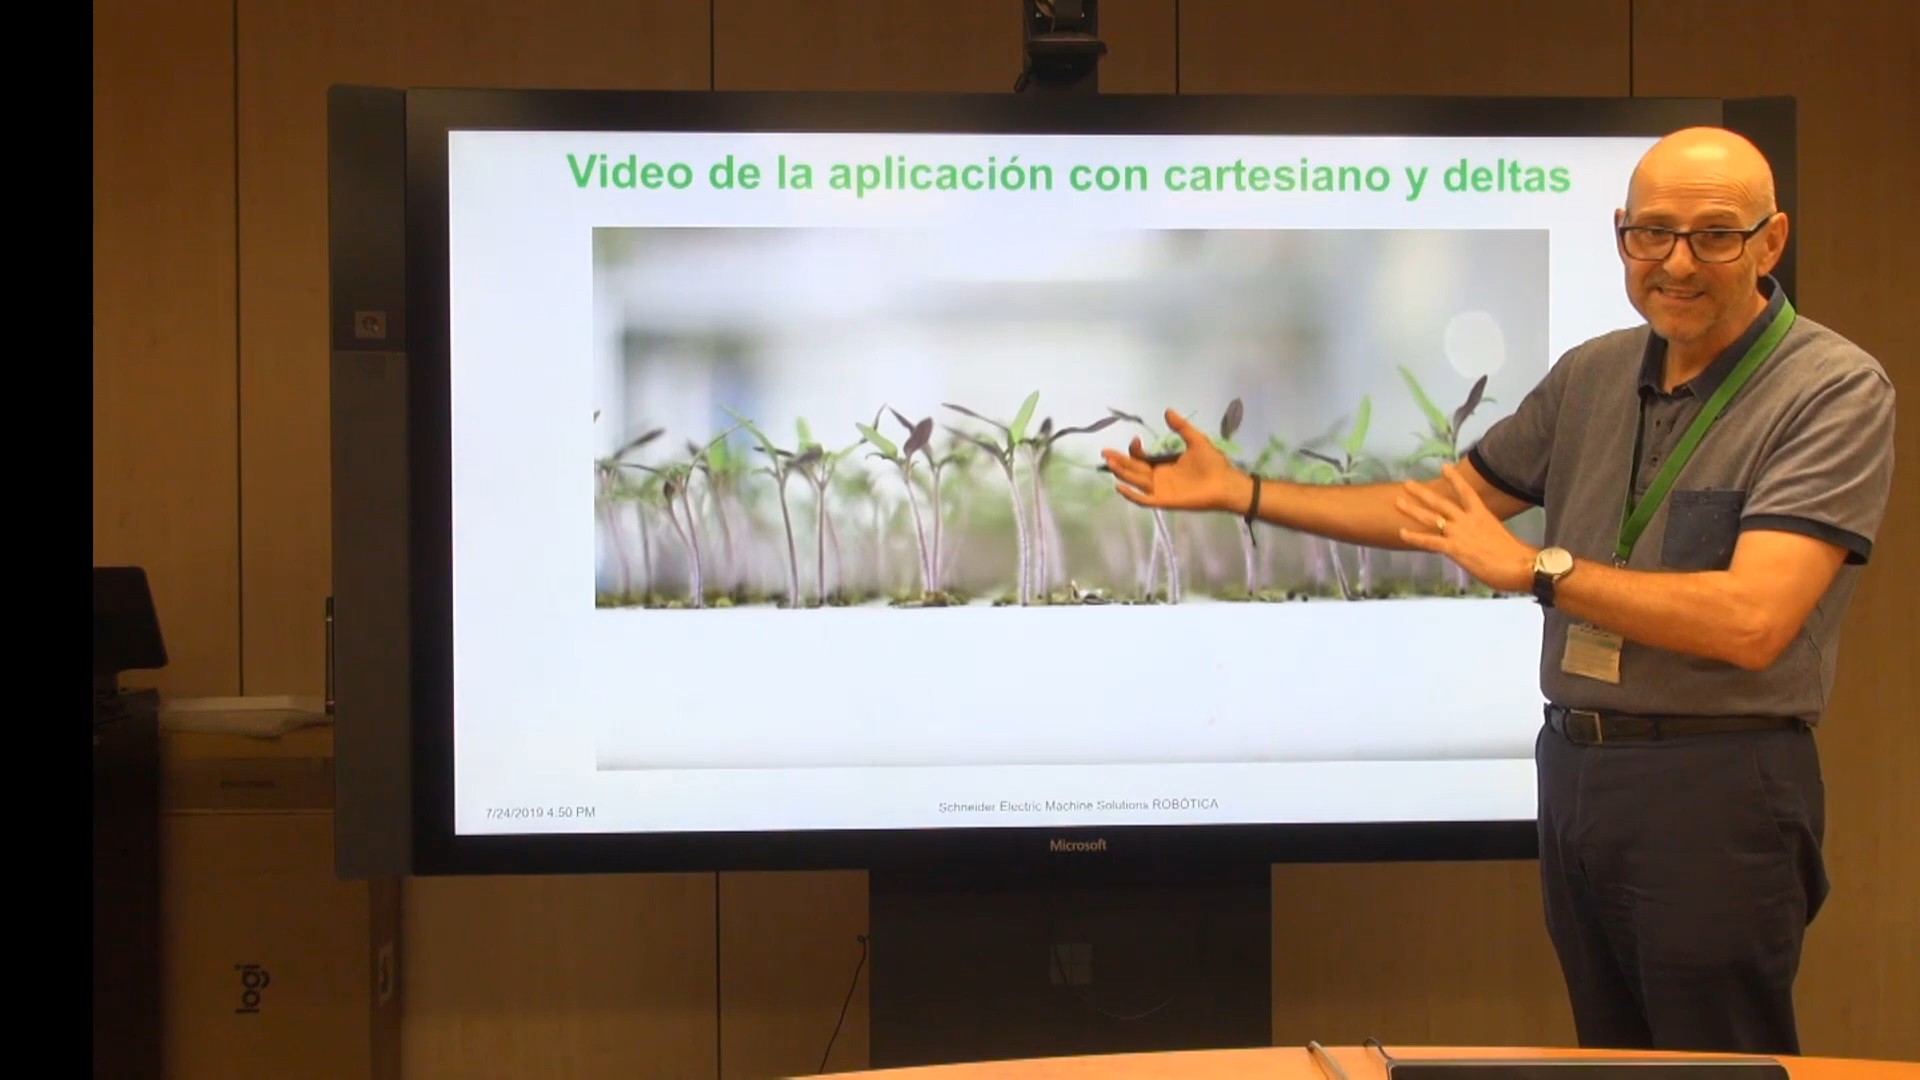 Video de la aplicación con cartesiano y deltas
7/24/2019 4:50 PM
Schneider Electric Machine Solutions ROBÓTICA
Microsoft
logi